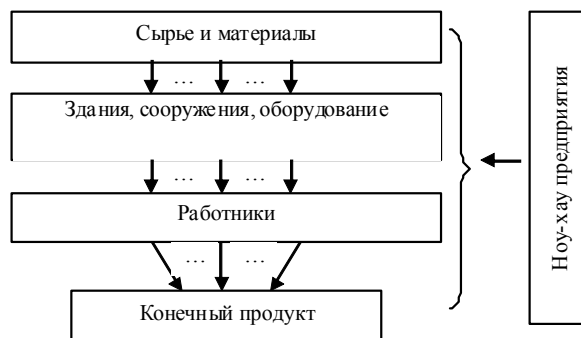 Сырье и материалы
… …
Здания, сооружения, оборудование
… …
Работники
… …
Конечный продукт
Ноу-хау предприятия